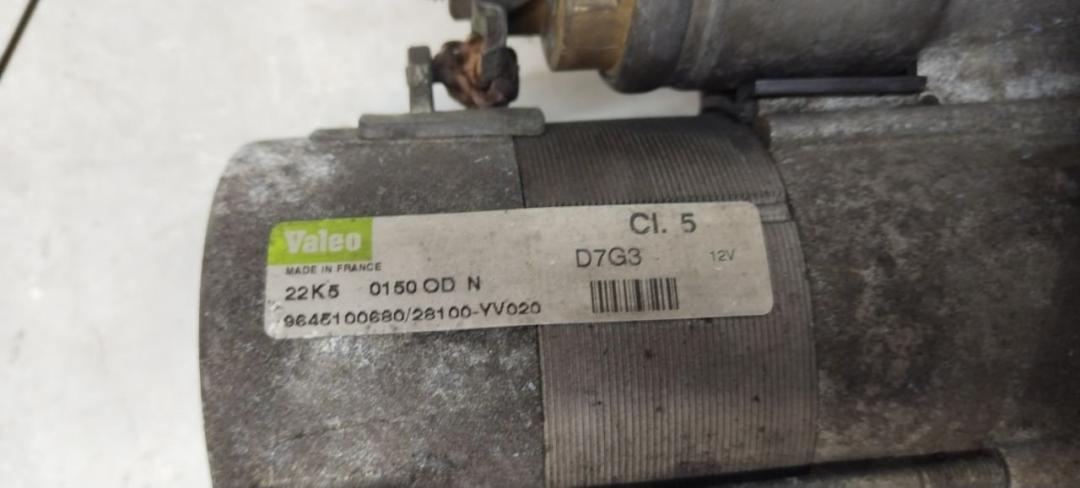 Valeo
Cl. 5
MADE IN FRANCE
D7G3
12V
22K5 0150 OD N
9645100680/28100-YV020